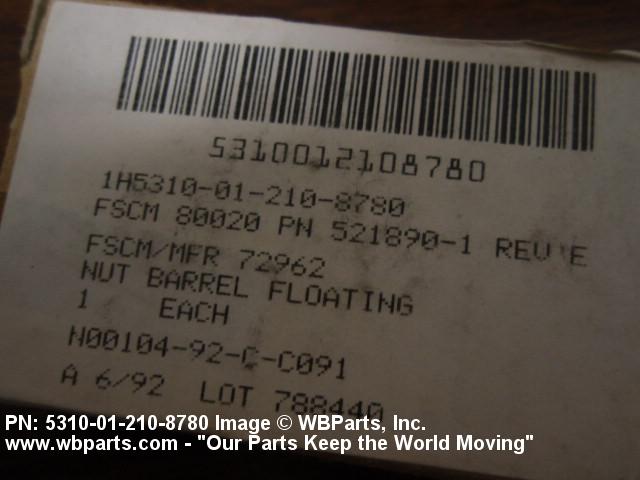 5310012108780
1H5310-01-210-8780
FSCM 80020 PN 521890-1 REV E
FSCM/MFR 72962
NUT BARREL FLOATING
1 EACH
N00104-92-C-C091
A 6/92 LOT 788440
PN: 5310-01-210-8780 Image © WBParts, Inc.
www.wbparts.com - "Our Parts Keep the World Moving"